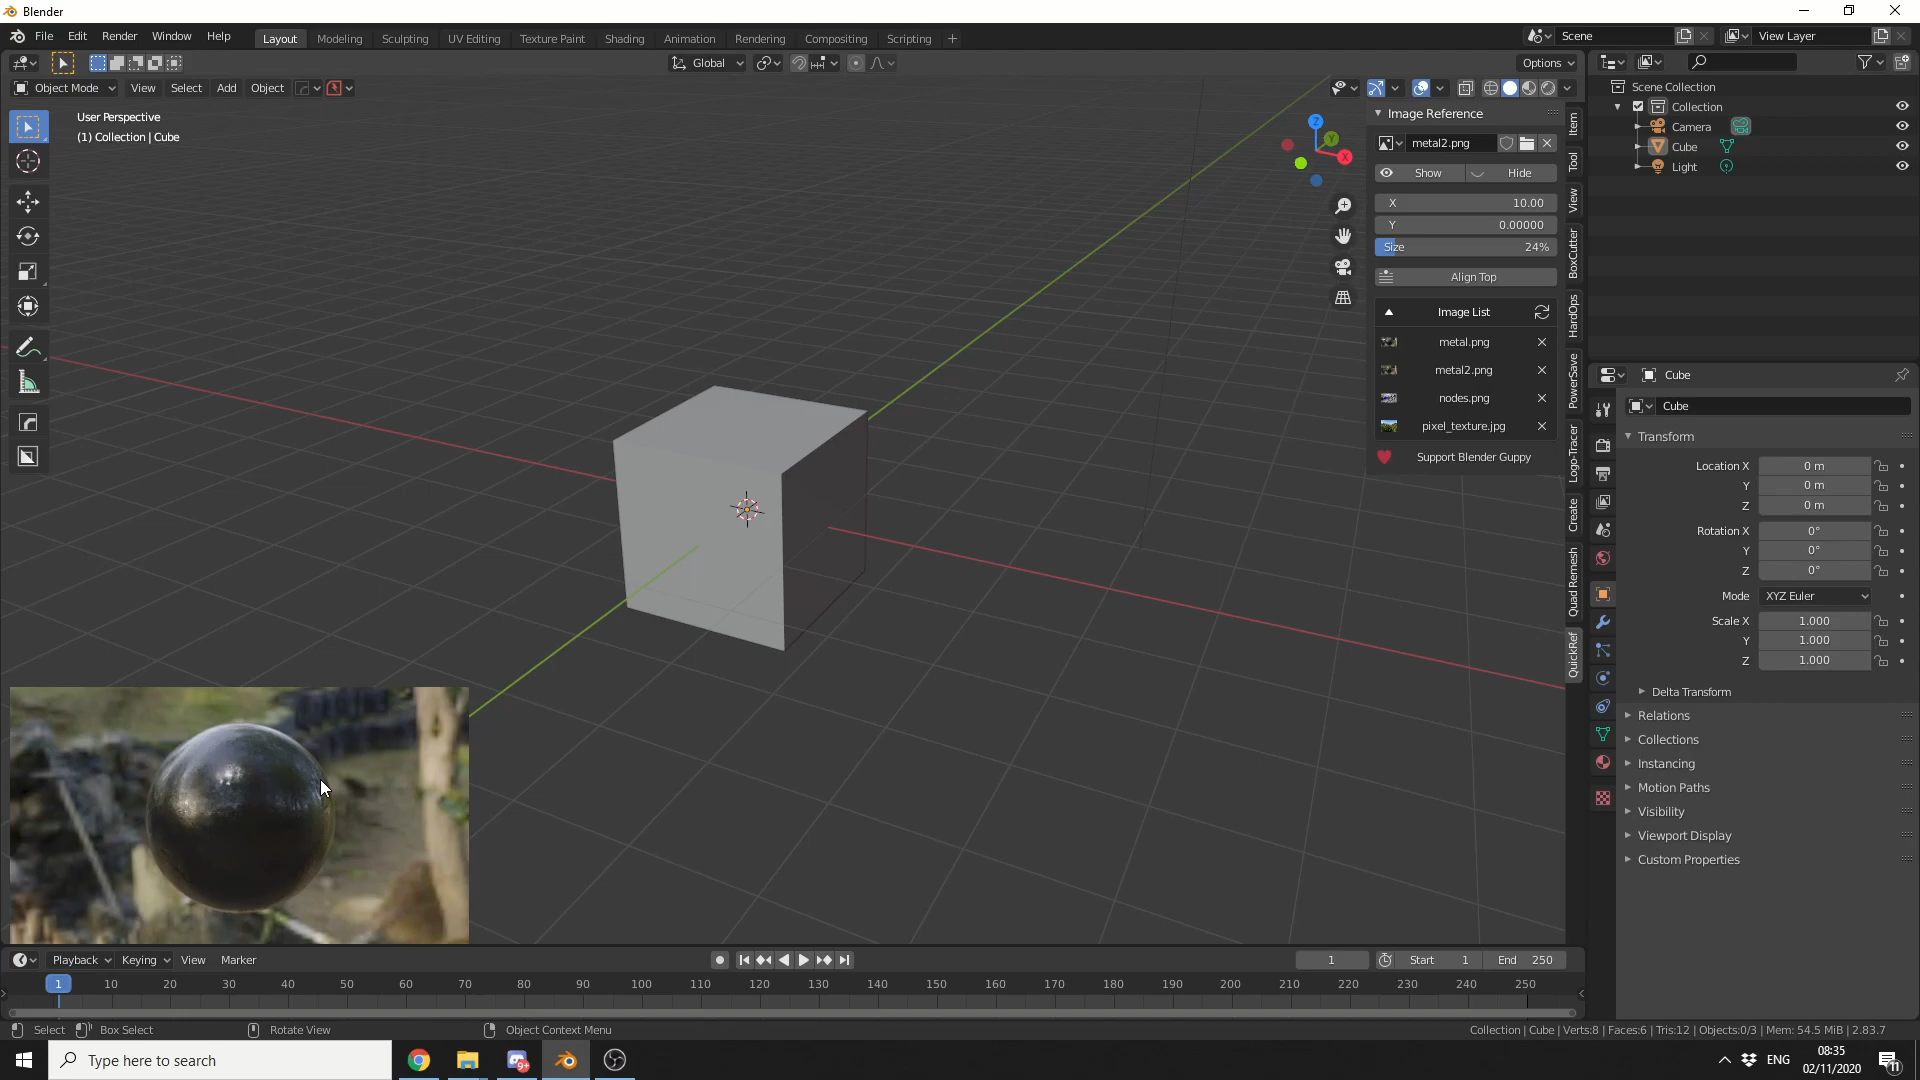 Blender
File Edit Render Window Help
Layout Modeling Sculpting UV Editing Texture Paint Shading Animation Rendering Compositing Scripting +
Scene
View Layer
Global
Options
Object Mode View Select Add Object
User Perspective
(1) Collection | Cube
Z
Y
X
Image Reference
metal2.png
Show Hide
X 10.00
Y 0.00000
Size 24%
Align Top
Image List
metal.png
metal2.png
nodes.png
pixel_texture.jpg
Support Blender Guppy
Item
Tool
View
BoxCutter
HardOps
PowerSave
Logo-Tracer
Create
Quad Remesh
QuickRef
Scene Collection
Collection
Camera
Cube
Light
Cube
Cube
Transform
Location X 0 m
Y 0 m
Z 0 m
Rotation X 0°
Y 0°
Z 0°
Mode XYZ Euler
Scale X 1.000
Y 1.000
Z 1.000
Delta Transform
Relations
Collections
Instancing
Motion Paths
Visibility
Viewport Display
Custom Properties
Playback Keying View Marker
1 Start 1 End 250
1 10 20 30 40 50 60 70 80 90 100 110 120 130 140 150 160 170 180 190 200 210 220 230 240 250
Select Box Select Rotate View Object Context Menu
Collection | Cube | Verts:8 | Faces:6 | Tris:12 | Objects:0/3 | Mem: 54.5 MiB | 2.83.7
Type here to search
9+
ENG
08:35
02/11/2020
11